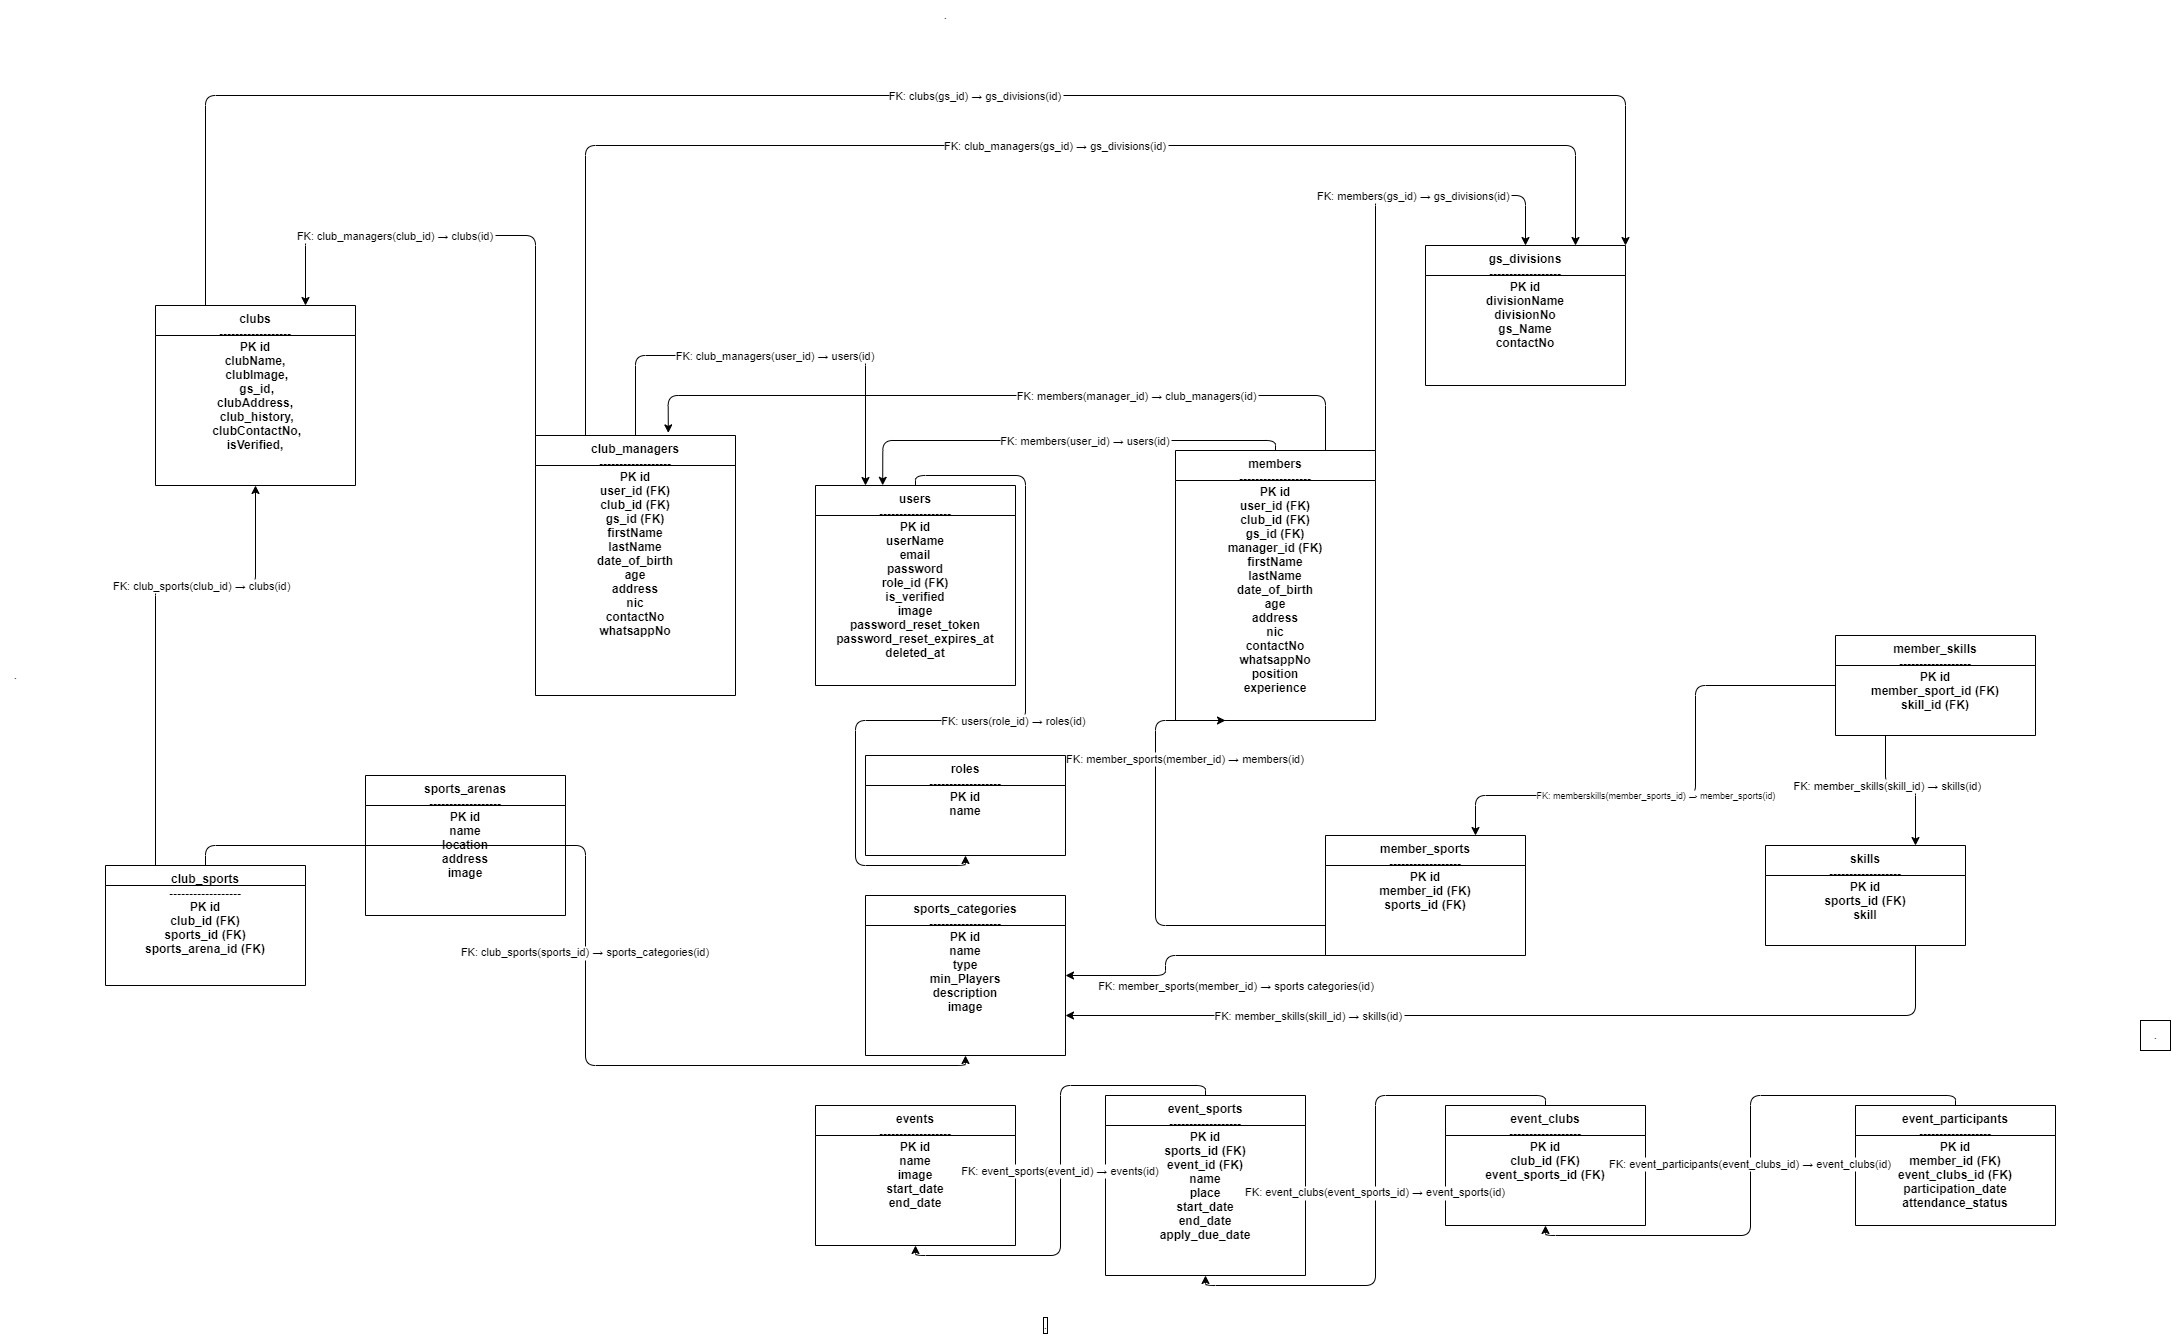 FK: clubs(gs_id) → gs_divisions(id)
FK: club_managers(gs_id) → gs_divisions(id)
FK: members(gs_id) → gs_divisions(id)
FK: club_managers(club_id) → clubs(id)
gs_divisions
------------------
PK id
divisionName
divisionNo
gs_Name
contactNo
clubs
------------------
PK id
clubName,
clubImage,
gs_id,
clubAddress,
club_history,
clubContactNo,
isVerified,
FK: club_managers(user_id) → users(id)
FK: members(manager_id) → club_managers(id)
FK: members(user_id) → users(id)
club_managers
------------------
PK id
user_id (FK)
club_id (FK)
gs_id (FK)
firstName
lastName
date_of_birth
age
address
nic
contactNo
whatsappNo
users
------------------
PK id
userName
email
password
role_id (FK)
is_verified
image
password_reset_token
password_reset_expires_at
deleted_at
members
------------------
PK id
user_id (FK)
club_id (FK)
gs_id (FK)
manager_id (FK)
firstName
lastName
date_of_birth
age
address
nic
contactNo
whatsappNo
position
experience
FK: club_sports(club_id) → clubs(id)
member_skills
------------------
PK id
member_sport_id (FK)
skill_id (FK)
FK: users(role_id) → roles(id)
FK: member_sports(member_id) → members(id)
roles
------------------
PK id
name
sports_arenas
------------------
PK id
name
location
address
image
FK: memberskills(member_sports_id) → member_sports(id)
FK: member_skills(skill_id) → skills(id)
club_sports
------------------
PK id
club_id (FK)
sports_id (FK)
sports_arena_id (FK)
member_sports
------------------
PK id
member_id (FK)
sports_id (FK)
skills
------------------
PK id
sports_id (FK)
skill
FK: club_sports(sports_id) → sports_categories(id)
sports_categories
------------------
PK id
name
type
min_Players
description
image
FK: member_sports(member_id) → sports categories(id)
FK: member_skills(skill_id) → skills(id)
events
------------------
PK id
name
image
start_date
end_date
FK: event_sports(event_id) → events(id)
event_sports
------------------
PK id
sports_id (FK)
event_id (FK)
name
place
start_date
end_date
apply_due_date
FK: event_clubs(event_sports_id) → event_sports(id)
event_clubs
------------------
PK id
club_id (FK)
event_sports_id (FK)
FK: event_participants(event_clubs_id) → event_clubs(id)
event_participants
------------------
PK id
member_id (FK)
event_clubs_id (FK)
participation_date
attendance_status